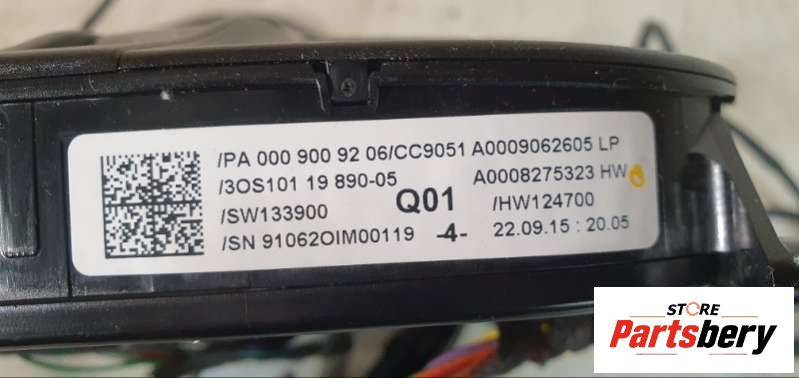 /PA 000 900 92 06/CC9051 A0009062605 LP
/3OS101 19 890-05 A0008275323 HW
/SW133900 Q01 /HW124700
/SN 91062OIM00119 -4- 22.09.15 : 20.05
STORE
Partsbery